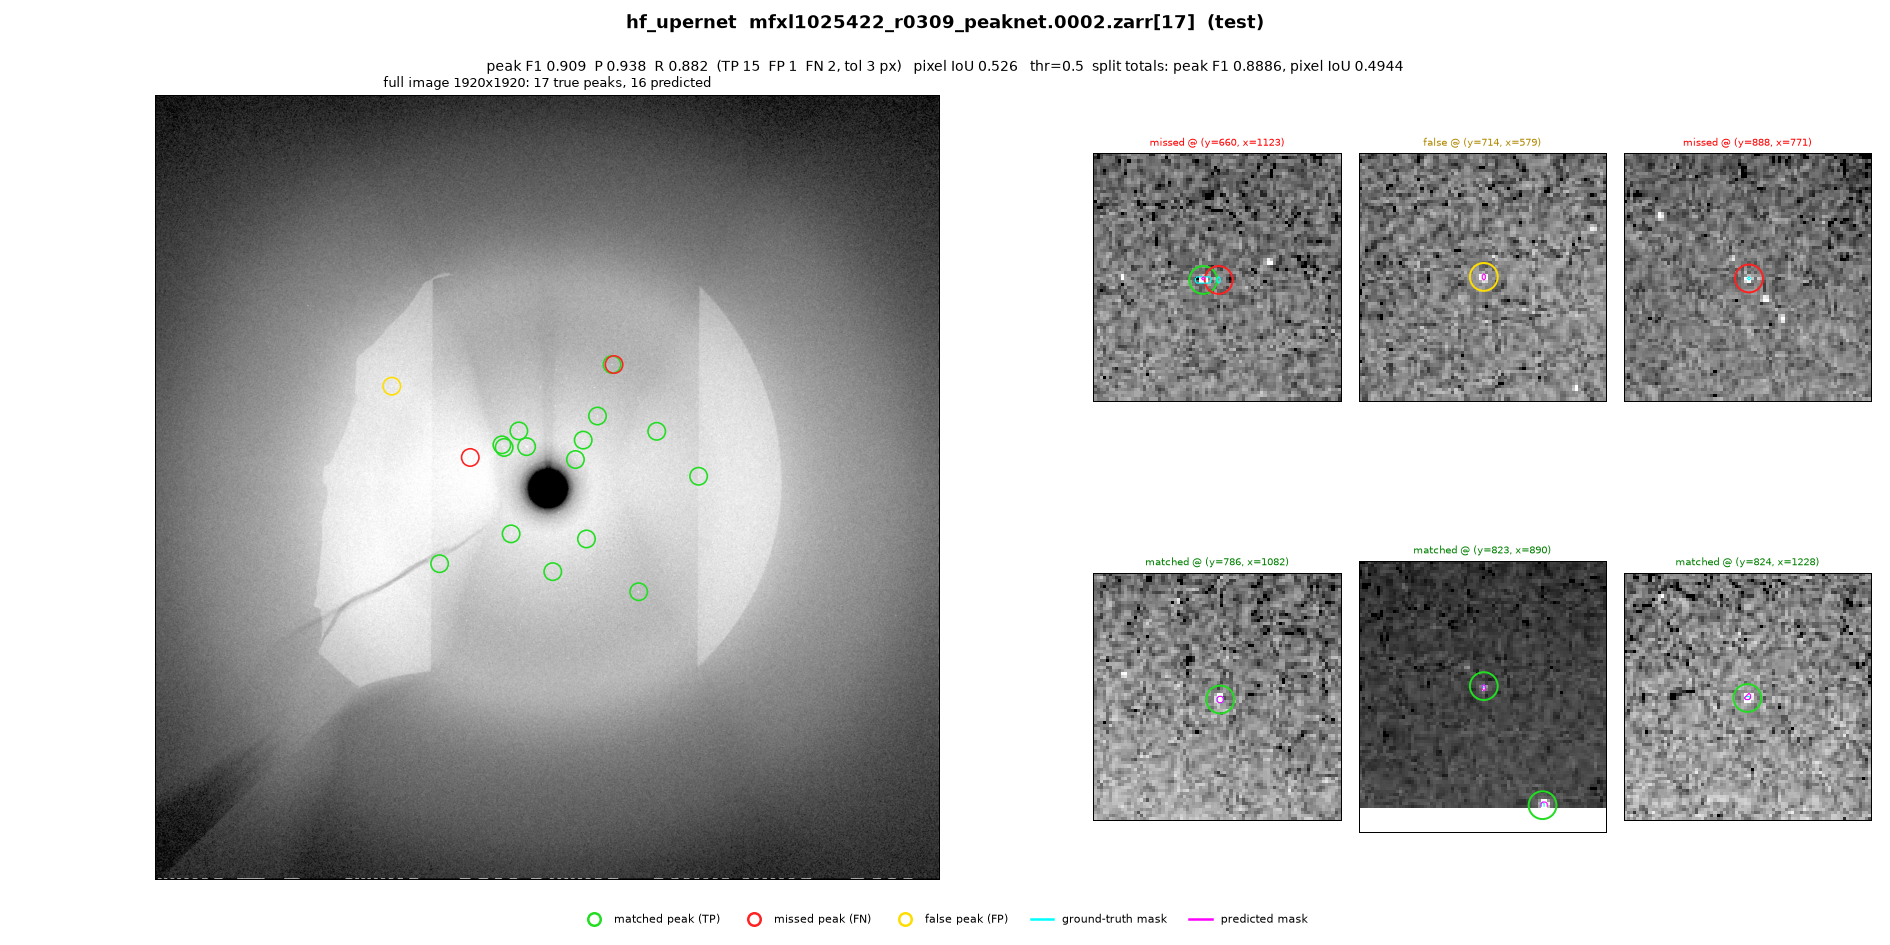 hf_upernet  mfxl1025422_r0309_peaknet.0002.zarr[17]  (test)
peak F1 0.909  P 0.938  R 0.882  (TP 15  FP 1  FN 2, tol 3 px)   pixel IoU 0.526   thr=0.5  split totals: peak F1 0.8886, pixel IoU 0.4944
full image 1920x1920: 17 true peaks, 16 predicted
missed @ (y=660, x=1123)
false @ (y=714, x=579)
missed @ (y=888, x=771)
matched @ (y=786, x=1082)
matched @ (y=823, x=890)
matched @ (y=824, x=1228)
matched peak (TP)
missed peak (FN)
false peak (FP)
ground-truth mask
predicted mask